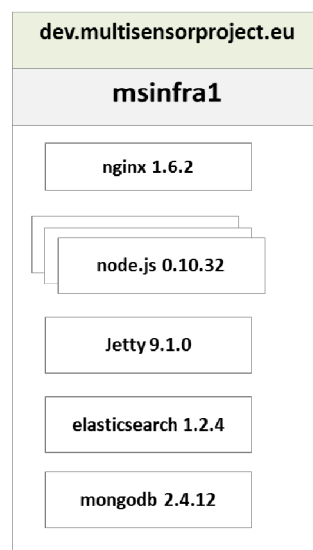 dev.multisensorproject.eu
msinfra1
nginx 1.6.2
node.js 0.10.32
Jetty 9.1.0
elasticsearch 1.2.4
mongodb 2.4.12